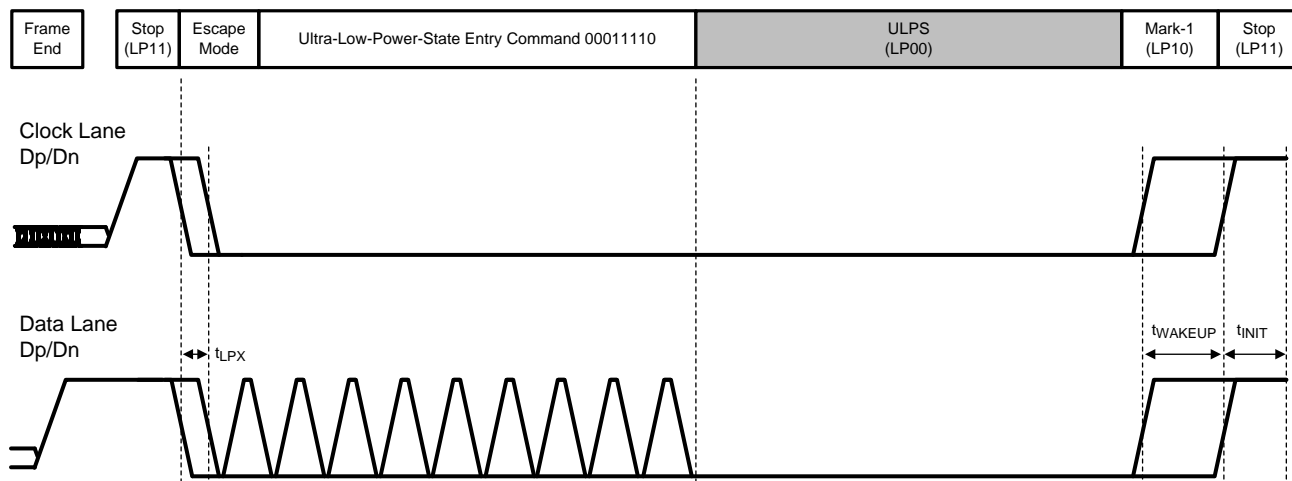 Frame
End
Stop
(LP11)
Escape
Mode
Ultra-Low-Power-State Entry Command 00011110
ULPS
(LP00)
Mark-1
(LP10)
Stop
(LP11)
Clock Lane
Dp/Dn
Data Lane
Dp/Dn
tLPX
tWAKEUP
tINIT